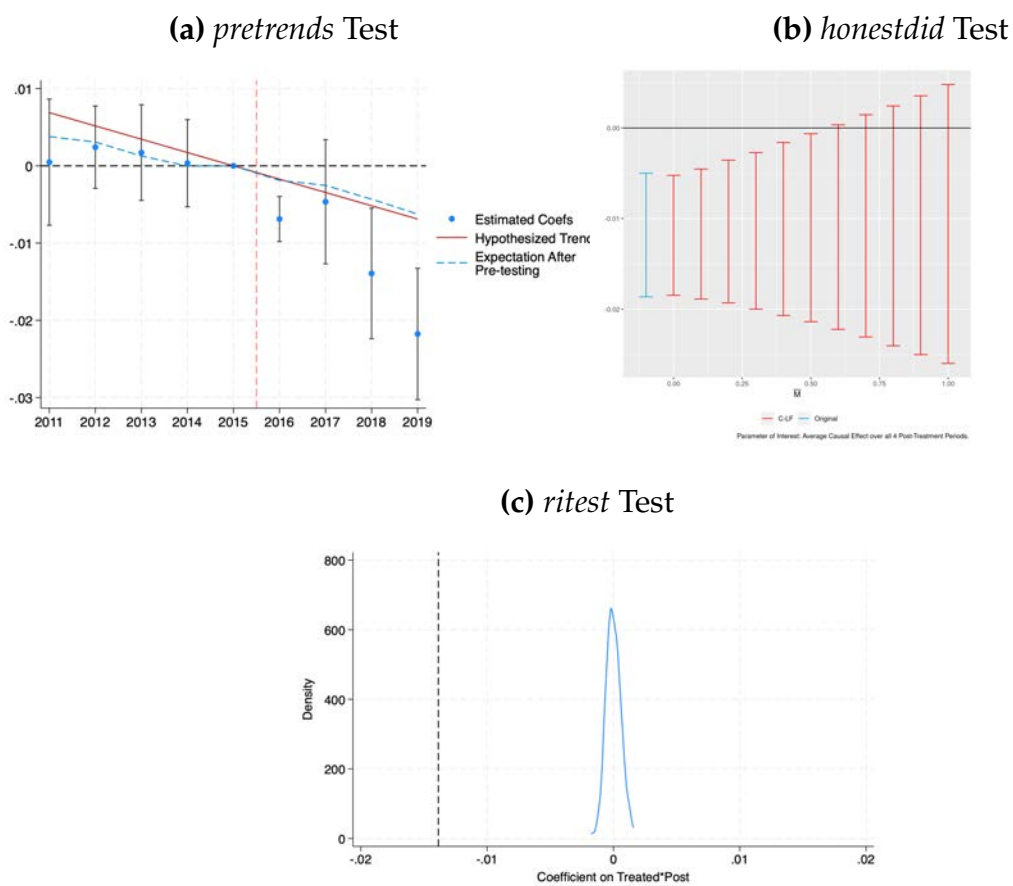 (a) pretrends Test
.01
0
-.01
-.02
-.03
2011 2012 2013 2014 2015 2016 2017 2018 2019
Estimated Coefs
Hypothesized Trend
Expectation After
Pre-testing
(b) honestdid Test
0.00
-0.01
-0.02
0.00 0.25 0.50 0.75 1.00
M̅
C-LF Original
Parameter of Interest: Average Causal Effect over all 4 Post-Treatment Periods.
(c) ritest Test
800
600
400
200
0
Density
-.02 -.01 0 .01 .02
Coefficient on Treated*Post